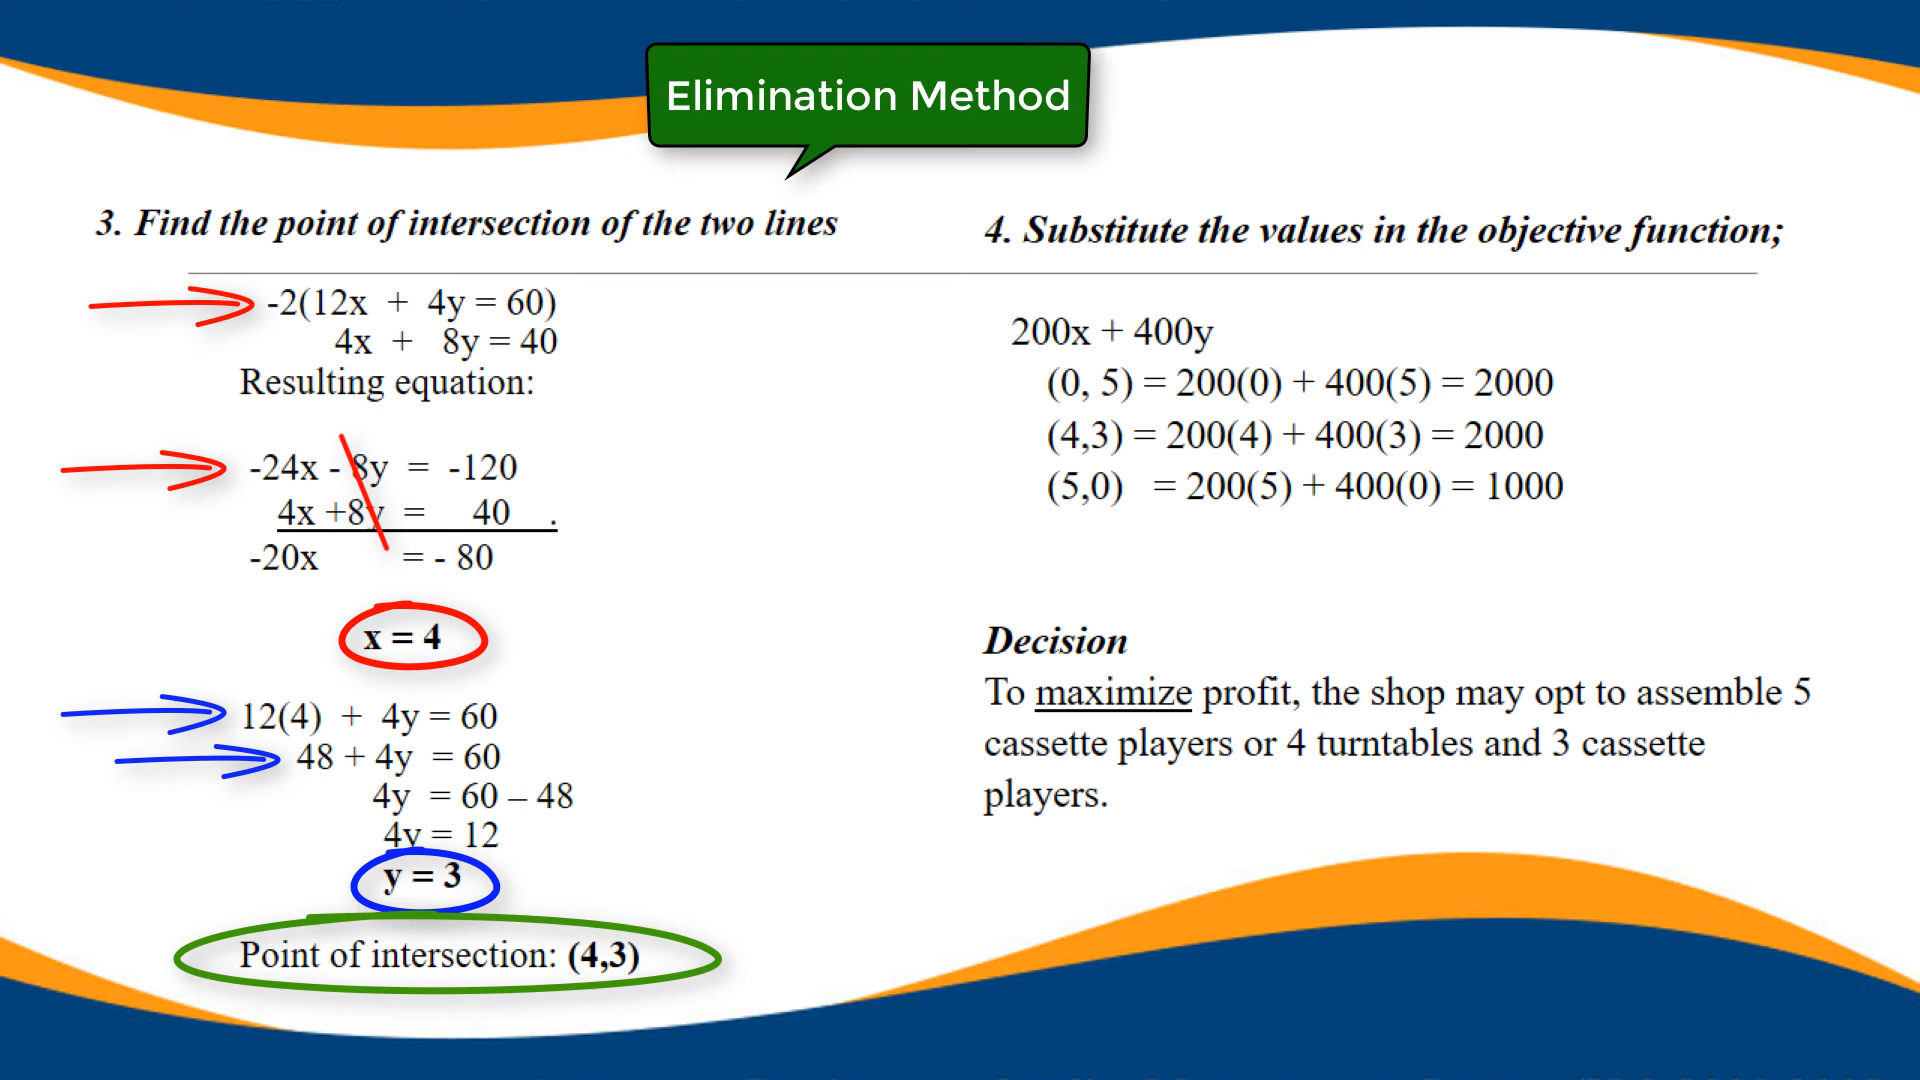 Elimination Method
3. Find the point of intersection of the two lines
-2(12x + 4y = 60)
4x + 8y = 40
Resulting equation:
-24x - 8y = -120
4x +8y = 40 .
-20x = - 80
x = 4
12(4) + 4y = 60
48 + 4y = 60
4y = 60 – 48
4y = 12
y = 3
Point of intersection: (4,3)
4. Substitute the values in the objective function;
200x + 400y
(0, 5) = 200(0) + 400(5) = 2000
(4,3) = 200(4) + 400(3) = 2000
(5,0) = 200(5) + 400(0) = 1000
Decision
To maximize profit, the shop may opt to assemble 5
cassette players or 4 turntables and 3 cassette
players.